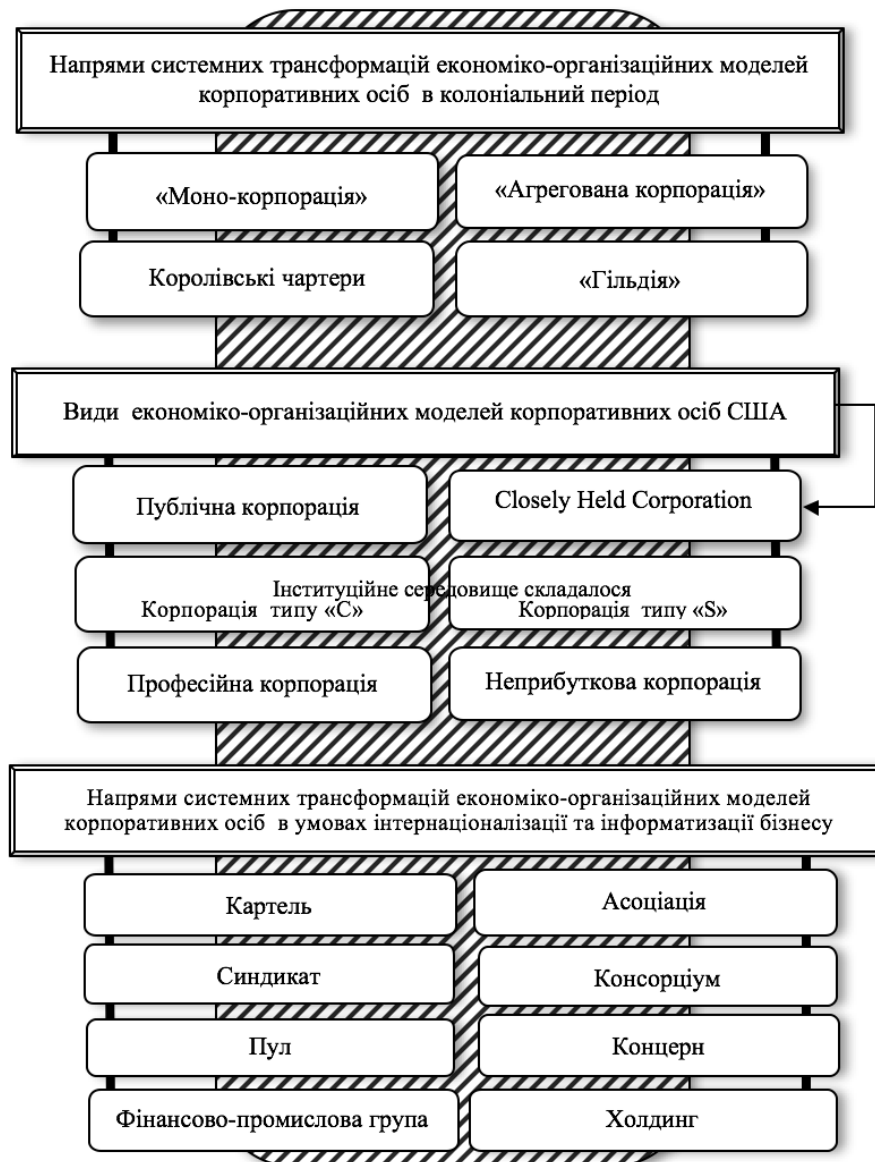 Напрями системних трансформацій економіко-організаційних моделей
корпоративних осіб в колоніальний період
«Моно-корпорація»
«Агрегована корпорація»
Королівські чартери
«Гільдія»
Види економіко-організаційних моделей корпоративних осіб США
Публічна корпорація
Closely Held Corporation
Інституційне середовище складалося
Корпорація типу «С»
Корпорація типу «S»
Професійна корпорація
Неприбуткова корпорація
Напрями системних трансформацій економіко-організаційних моделей
корпоративних осіб в умовах інтернаціоналізації та інформатизації бізнесу
Картель
Асоціація
Синдикат
Консорціум
Пул
Концерн
Фінансово-промислова група
Холдинг